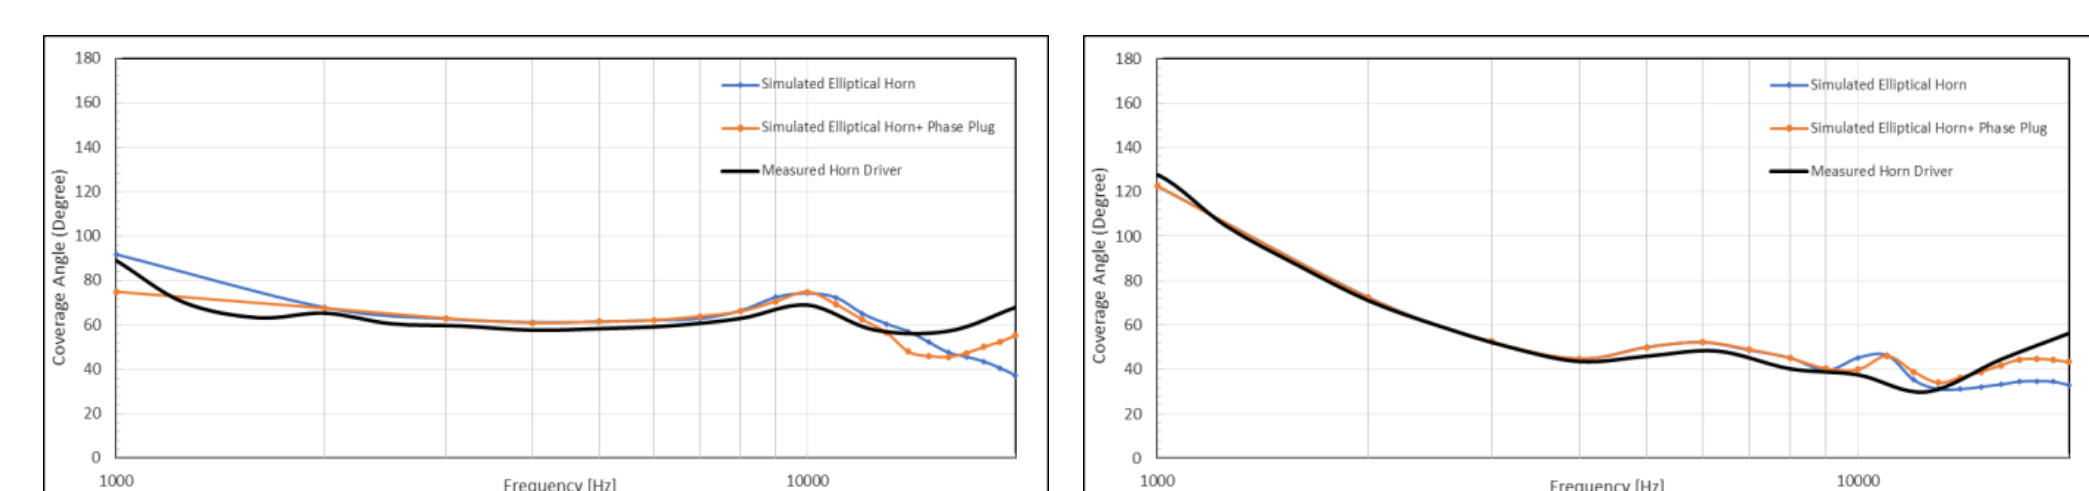 180
160
140
120
100
80
60
40
20
0
Coverage Angle (Degree)
Simulated Elliptical Horn
Simulated Elliptical Horn+ Phase Plug
Measured Horn Driver
1000
10000
Frequency [Hz]
180
160
140
120
100
80
60
40
20
0
Coverage Angle (Degree)
Simulated Elliptical Horn
Simulated Elliptical Horn+ Phase Plug
Measured Horn Driver
1000
10000
Frequency [Hz]